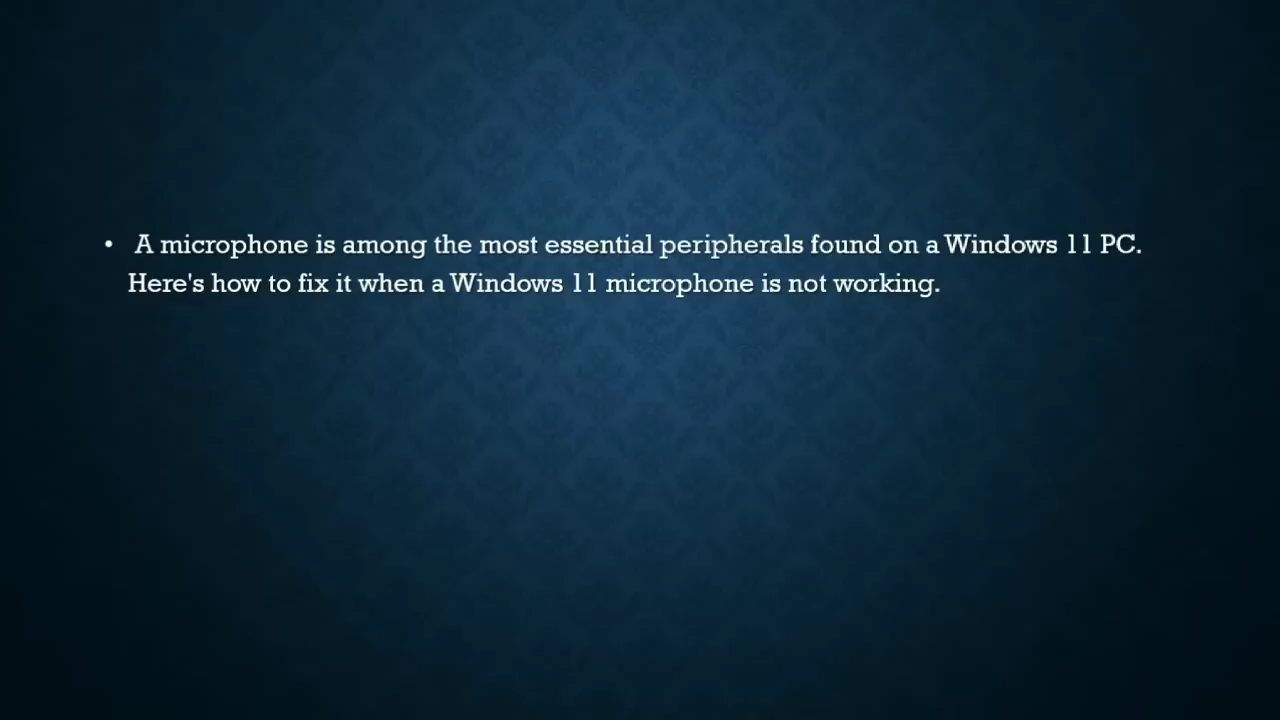 • A microphone is among the most essential peripherals found on a Windows 11 PC.
Here's how to fix it when a Windows 11 microphone is not working.